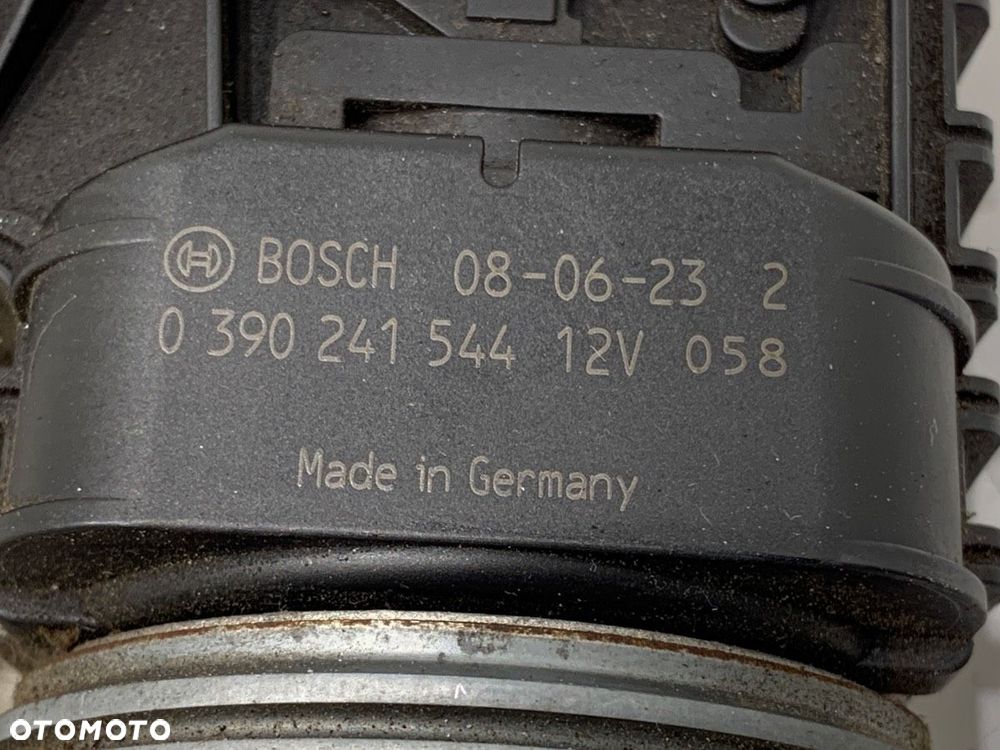 BOSCH 08-06-23 2
0 390 241 544 12V 058
Made in Germany
OTOMOTO